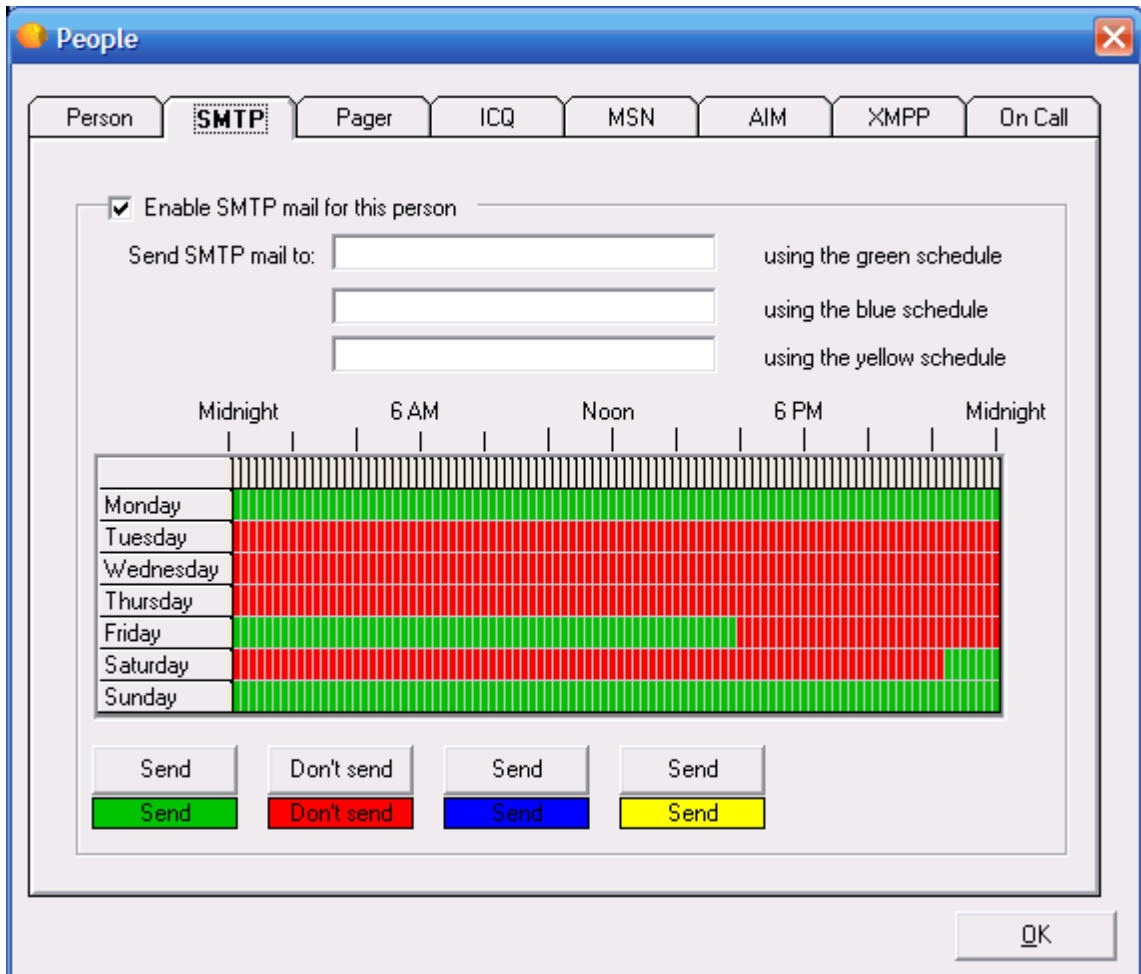 People
Person SMTP Pager ICQ MSN AIM XMPP On Call
Enable SMTP mail for this person
Send SMTP mail to: using the green schedule
using the blue schedule
using the yellow schedule
Midnight 6 AM Noon 6 PM Midnight
Monday
Tuesday
Wednesday
Thursday
Friday
Saturday
Sunday
Send Don't send Send Send
Send Don't send Send Send
OK